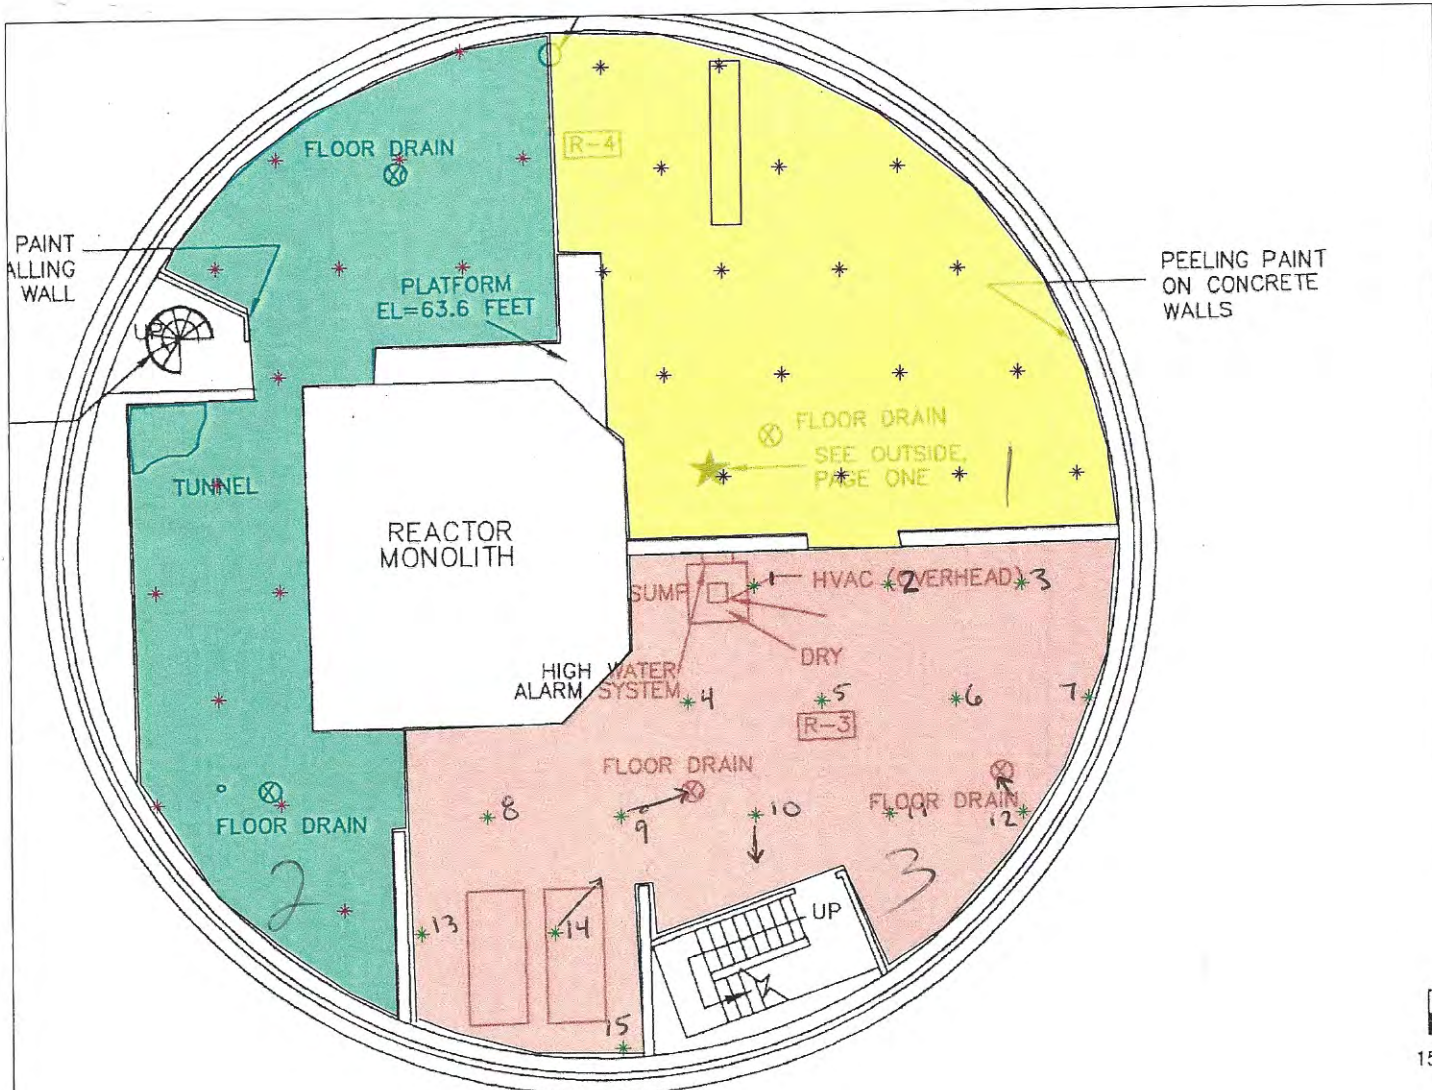 FLOOR DRAIN
R-4
PAINT
ALLING
WALL
PLATFORM
EL=63.6 FEET
UP
PEELING PAINT
ON CONCRETE
WALLS
FLOOR DRAIN
SEE OUTSIDE,
PAGE ONE
1
TUNNEL
REACTOR
MONOLITH
SUMP
1
HVAC (OVERHEAD)
2
3
DRY
HIGH WATER
ALARM SYSTEM
4
5
6
7
R-3
FLOOR DRAIN
FLOOR DRAIN
8
9
10
11
12
FLOOR DRAIN
2
3
13
14
UP
15
15